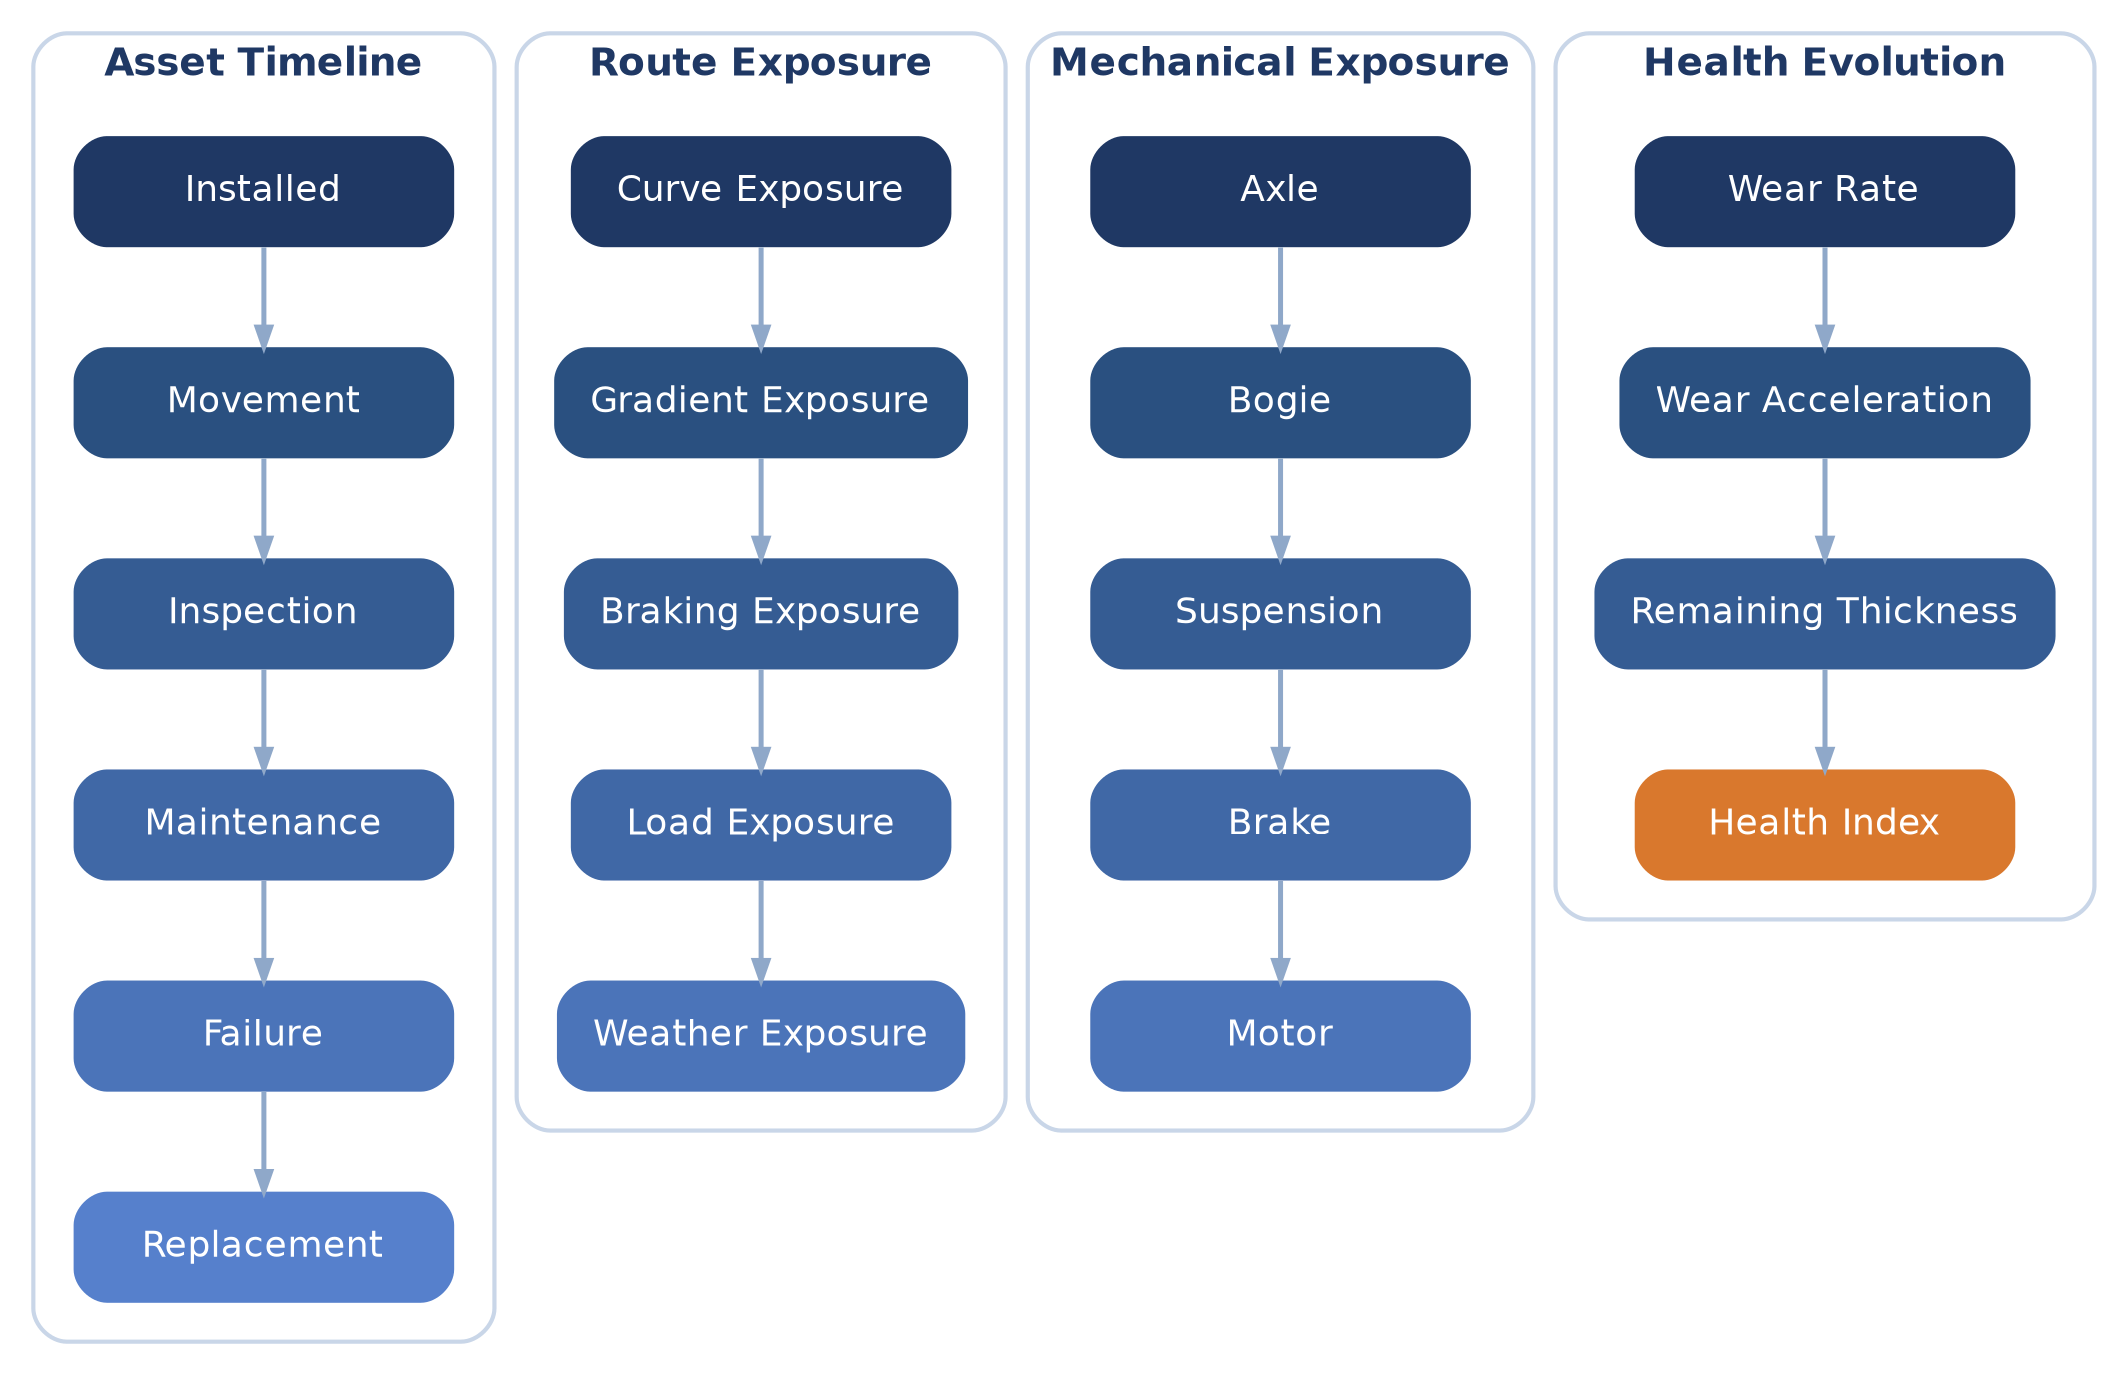 Asset Timeline
Installed
Movement
Inspection
Maintenance
Failure
Replacement
Route Exposure
Curve Exposure
Gradient Exposure
Braking Exposure
Load Exposure
Weather Exposure
Mechanical Exposure
Axle
Bogie
Suspension
Brake
Motor
Health Evolution
Wear Rate
Wear Acceleration
Remaining Thickness
Health Index